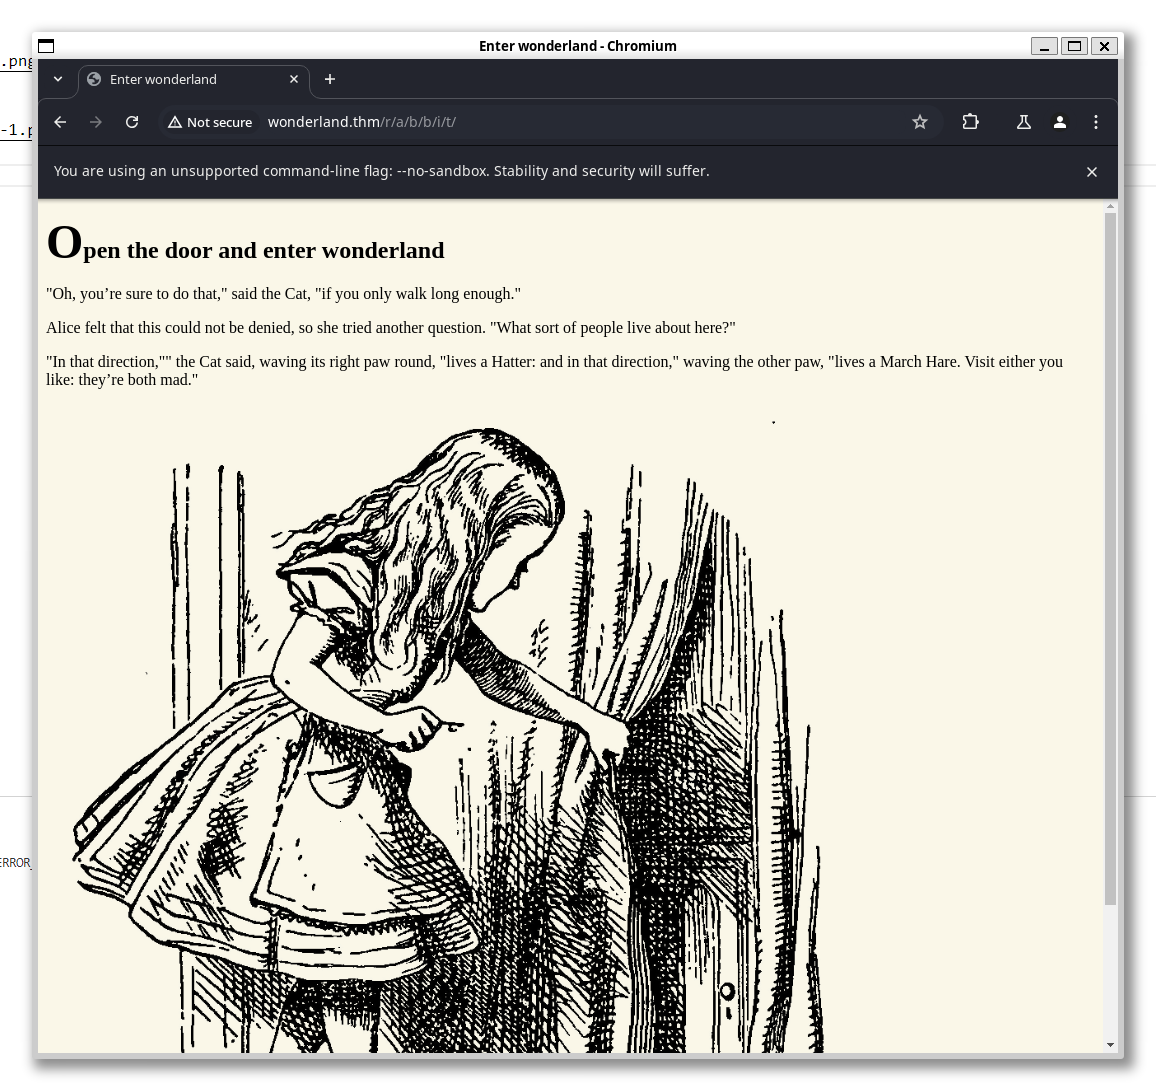 Enter wonderland - Chromium
.png
Enter wonderland
-1.p
Not secure wonderland.thm/r/a/b/b/i/t/
You are using an unsupported command-line flag: --no-sandbox. Stability and security will suffer.
Open the door and enter wonderland
"Oh, you’re sure to do that," said the Cat, "if you only walk long enough."
Alice felt that this could not be denied, so she tried another question. "What sort of people live about here?"
"In that direction,"" the Cat said, waving its right paw round, "lives a Hatter: and in that direction," waving the other paw, "lives a March Hare. Visit either you
like: they’re both mad."
ERROR_